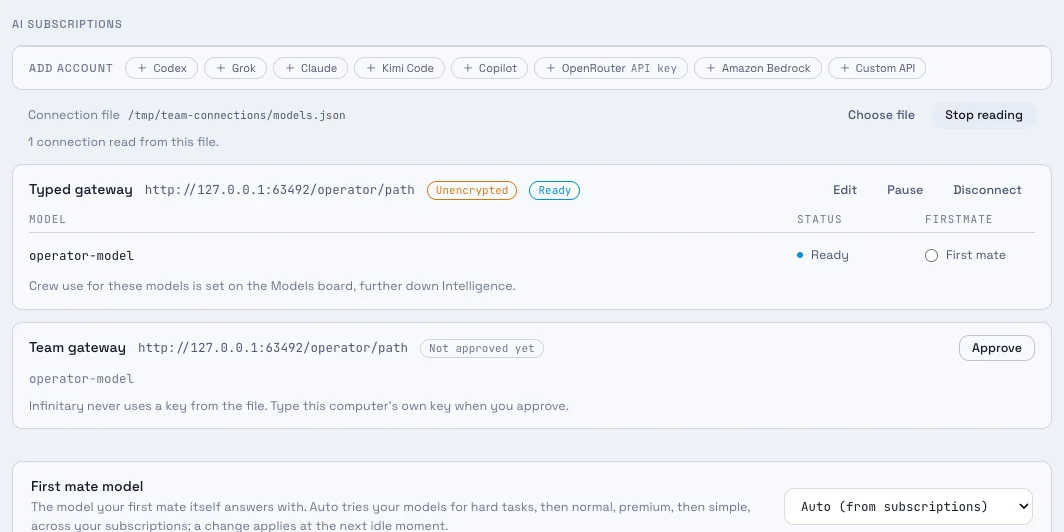 AI SUBSCRIPTIONS
ADD ACCOUNT + Codex + Grok + Claude + Kimi Code + Copilot + OpenRouter API key + Amazon Bedrock + Custom API
Connection file /tmp/team-connections/models.json Choose file Stop reading
1 connection read from this file.
Typed gateway http://127.0.0.1:63492/operator/path Unencrypted Ready Edit Pause Disconnect
MODEL STATUS FIRSTMATE
operator-model Ready First mate
Crew use for these models is set on the Models board, further down Intelligence.
Team gateway http://127.0.0.1:63492/operator/path Not approved yet Approve
operator-model
Infinitary never uses a key from the file. Type this computer's own key when you approve.
First mate model
The model your first mate itself answers with. Auto tries your models for hard tasks, then normal, premium, then simple,
across your subscriptions; a change applies at the next idle moment.
Auto (from subscriptions)